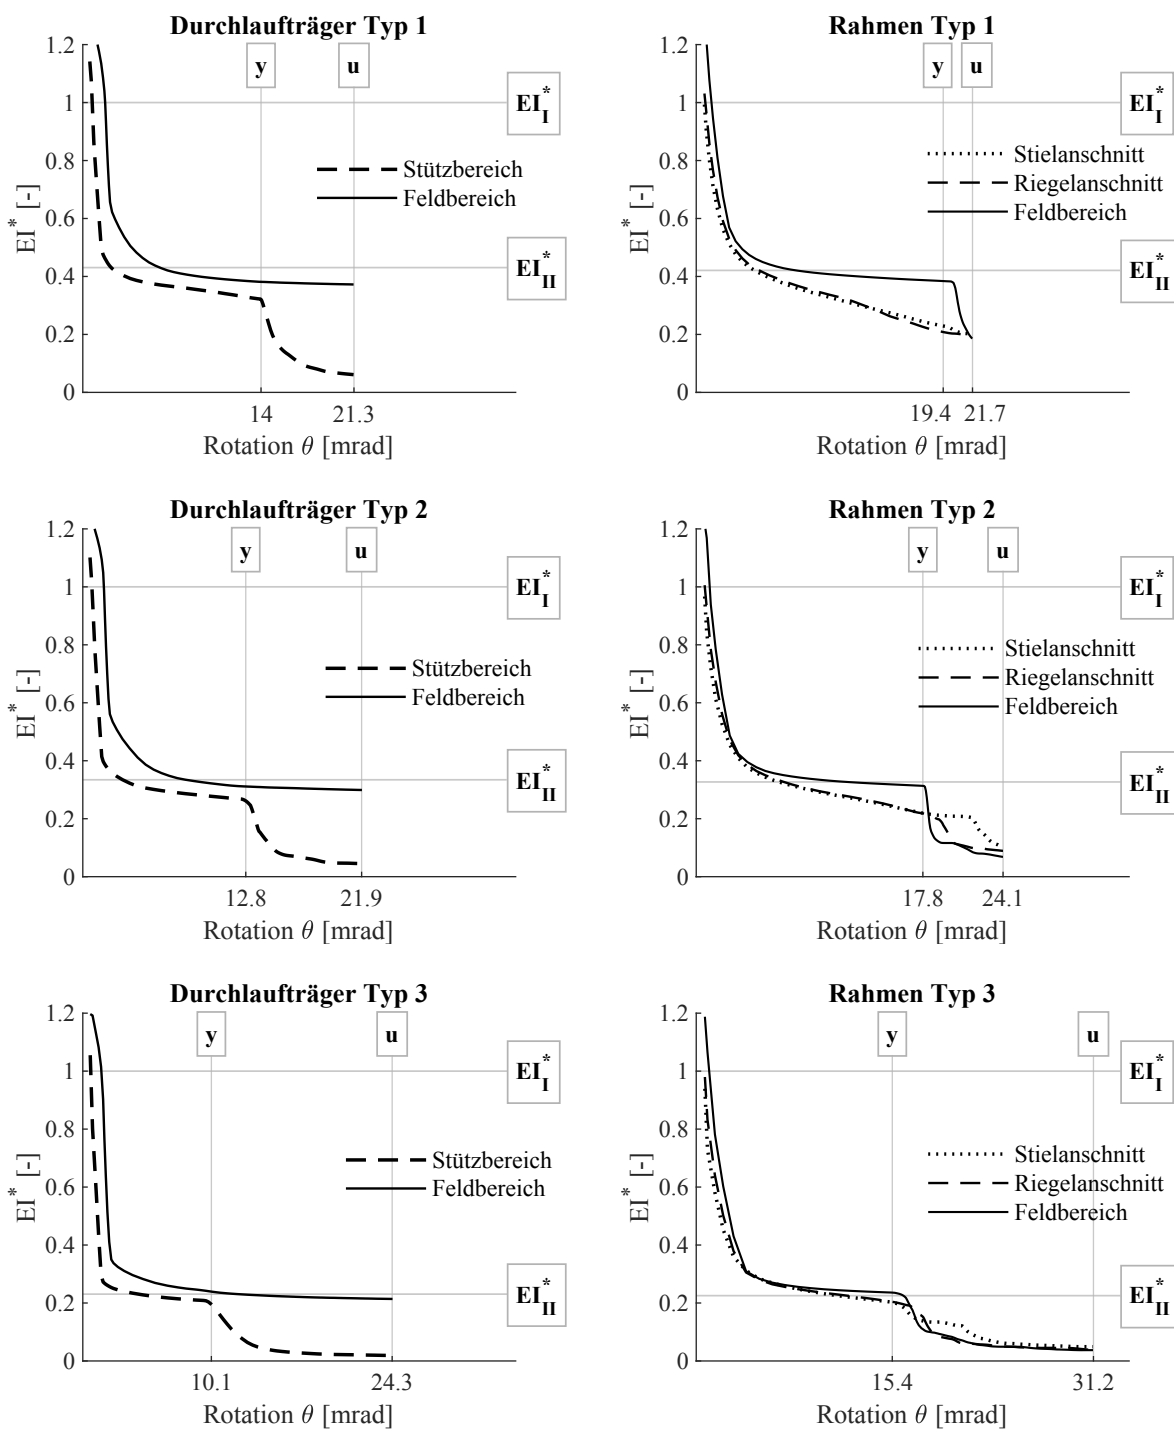 Durchlaufträger Typ 1
1.2
1
0.8
0.6
0.4
0.2
0
EI* [-]
y
u
EI*I
Stützbereich
Feldbereich
EI*II
14
21.3
Rotation θ [mrad]
Rahmen Typ 1
1.2
1
0.8
0.6
0.4
0.2
0
EI* [-]
y
u
EI*I
Stielanschnitt
Riegelanschnitt
Feldbereich
EI*II
19.4
21.7
Rotation θ [mrad]
Durchlaufträger Typ 2
1.2
1
0.8
0.6
0.4
0.2
0
EI* [-]
y
u
EI*I
Stützbereich
Feldbereich
EI*II
12.8
21.9
Rotation θ [mrad]
Rahmen Typ 2
1.2
1
0.8
0.6
0.4
0.2
0
EI* [-]
y
u
EI*I
Stielanschnitt
Riegelanschnitt
Feldbereich
EI*II
17.8
24.1
Rotation θ [mrad]
Durchlaufträger Typ 3
1.2
1
0.8
0.6
0.4
0.2
0
EI* [-]
y
u
EI*I
Stützbereich
Feldbereich
EI*II
10.1
24.3
Rotation θ [mrad]
Rahmen Typ 3
1.2
1
0.8
0.6
0.4
0.2
0
EI* [-]
y
u
EI*I
Stielanschnitt
Riegelanschnitt
Feldbereich
EI*II
15.4
31.2
Rotation θ [mrad]